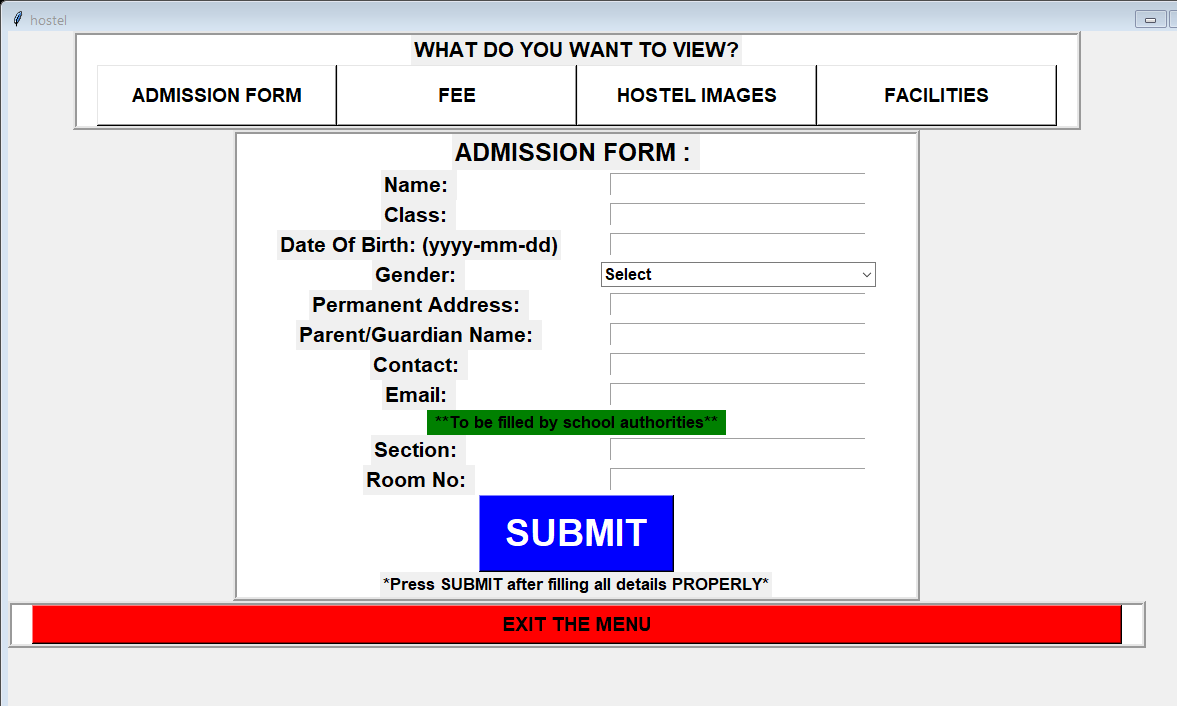 hostel
WHAT DO YOU WANT TO VIEW?
ADMISSION FORM FEE HOSTEL IMAGES FACILITIES
ADMISSION FORM :
Name:
Class:
Date Of Birth: (yyyy-mm-dd)
Gender: Select
Permanent Address:
Parent/Guardian Name:
Contact:
Email:
**To be filled by school authorities**
Section:
Room No:
SUBMIT
*Press SUBMIT after filling all details PROPERLY*
EXIT THE MENU